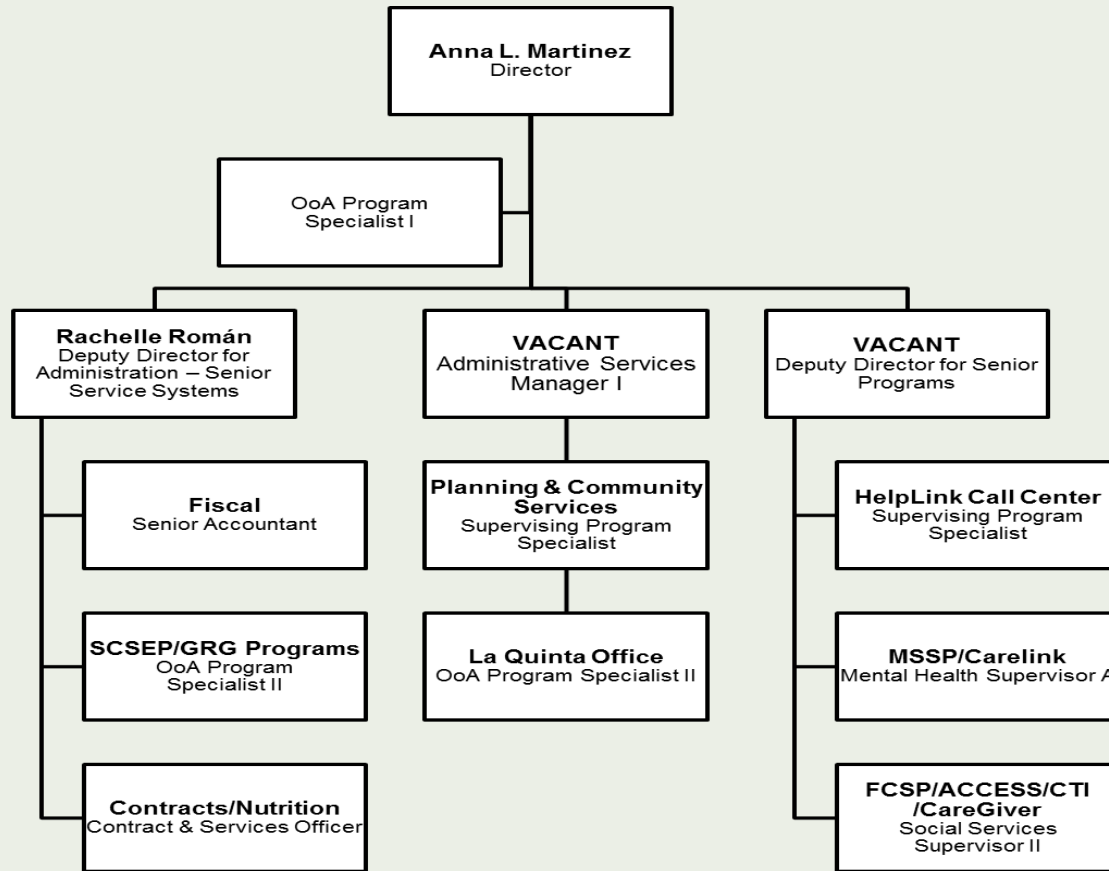 Anna L. Martinez
Director
OoA Program
Specialist I
Rachelle Román
Deputy Director for
Administration – Senior
Service Systems
VACANT
Administrative Services
Manager I
VACANT
Deputy Director for Senior
Programs
Fiscal
Senior Accountant
Planning & Community
Services
Supervising Program
Specialist
HelpLink Call Center
Supervising Program
Specialist
SCSEP/GRG Programs
OoA Program
Specialist II
La Quinta Office
OoA Program Specialist II
MSSP/Carelink
Mental Health Supervisor A
Contracts/Nutrition
Contract & Services Officer
FCSP/ACCESS/CTI
/CareGiver
Social Services
Supervisor II